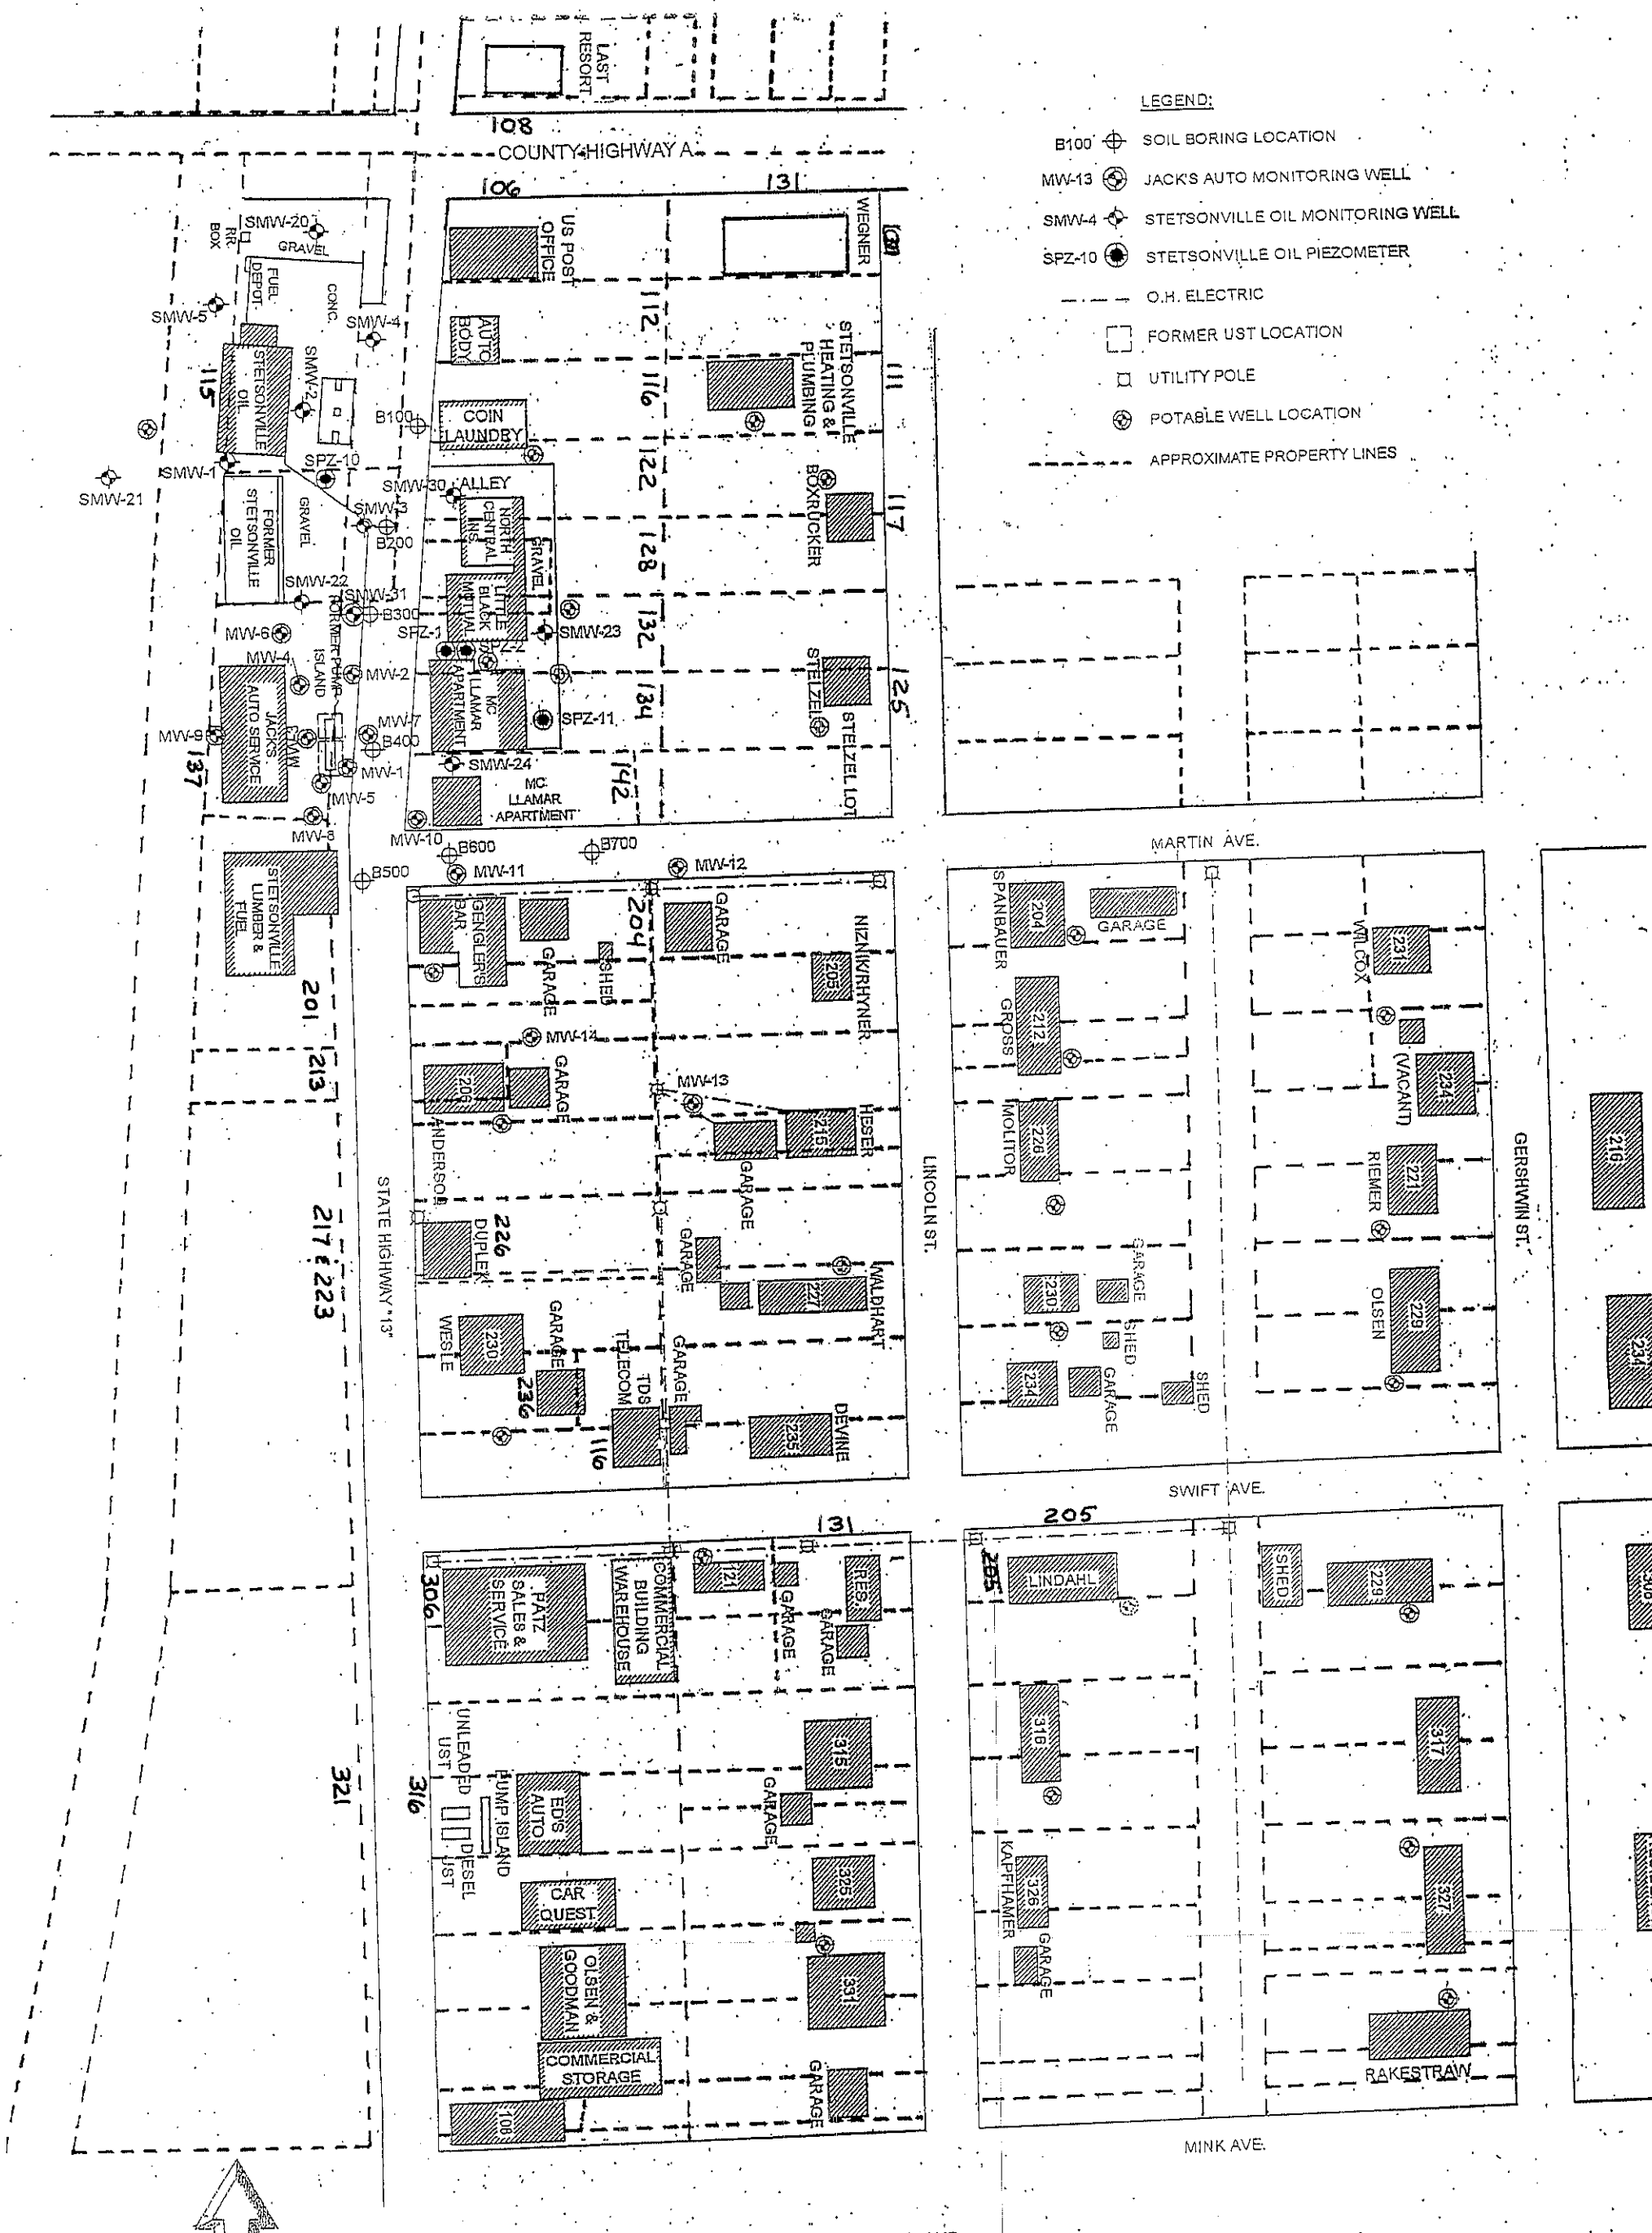 LAST
RESORT
108
COUNTY HIGHWAY A
106
131
LEGEND:
B100 SOIL BORING LOCATION
MW-13 JACKS AUTO MONITORING WELL
SMW-4 STETSONVILLE OIL MONITORING WELL
SPZ-10 STETSONVILLE OIL PIEZOMETER
O.H. ELECTRIC
FORMER UST LOCATION
UTILITY POLE
POTABLE WELL LOCATION
APPROXIMATE PROPERTY LINES
SMW-20
GRAVEL
RR
BOX
FUEL
DEPOT
CONC.
SMW-5
SMW-4
SMW-2
STETSONVILLE
OIL
115
SMW-1
SPZ-10
SMW-21
FORMER
STETSONVILLE
OIL
GRAVEL
SMW-3
B100
B200
SMW-22
SMW-31
B300
MW-6
MW-4
FORMER PUMP
ISLAND
MW-2
JACKS
AUTO SERVICE
MW-9
137
MW-7
B400
MW-1
MW-5
MW-8
US POST
OFFICE
WEGNER
AUTO
BODY
112
STETSONVILLE
HEATING &
PLUMBING
111
116
COIN
LAUNDRY
122
SMW-30
ALLEY
NORTH
CENTRAL
INS.
GRAVEL
BOXRUCKER
117
128
LITTLE
BLACK
MUTUAL
SPZ-1
SPZ-2
SMW-23
132
MC
LLAMAR
APARTMENT
SPZ-11
134
STELZEL
125
STELZEL LOT
SMW-24
142
MC
LLAMAR
APARTMENT
MW-10
B600
B700
B500
MW-11
MW-12
MARTIN AVE.
STETSONVILLE
LUMBER &
FUEL
201
213
217 & 223
321
STATE HIGHWAY "13"
GENGLER'S
BAR
GARAGE
SHED
204
GARAGE
NIZNIK/RHYNER
205
MW-14
206
GARAGE
ANDERSON
MW-13
HESER
215
GARAGE
226
DUPLEX
GARAGE
WALDHART
227
230
WESLE
GARAGE
236
TDS
TELECOM
116
GARAGE
DEVINE
235
LINCOLN ST.
SPANBAUER
204
GARAGE
GROSS
212
MOLITOR
226
GARAGE
230
SHED
234
GARAGE
SHED
WILCOX
231
(VACANT)
234
RIEMER
221
OLSEN
229
GERSHWIN ST.
216
234
SWIFT AVE.
131
205
205
306
PATZ
SALES &
SERVICE
COMMERCIAL
BUILDING
WAREHOUSE
121
GARAGE
RES.
GARAGE
LINDAHL
SHED
228
308
316
UNLEADED
UST
PUMP ISLAND
DIESEL
UST
EDS
AUTO
315
GARAGE
316
317
CAR
QUEST
325
KAPFHAMER
326
GARAGE
327
OLSEN &
GOODMAN
331
COMMERCIAL
STORAGE
GARAGE
108
RAKESTRAW
MINK AVE.